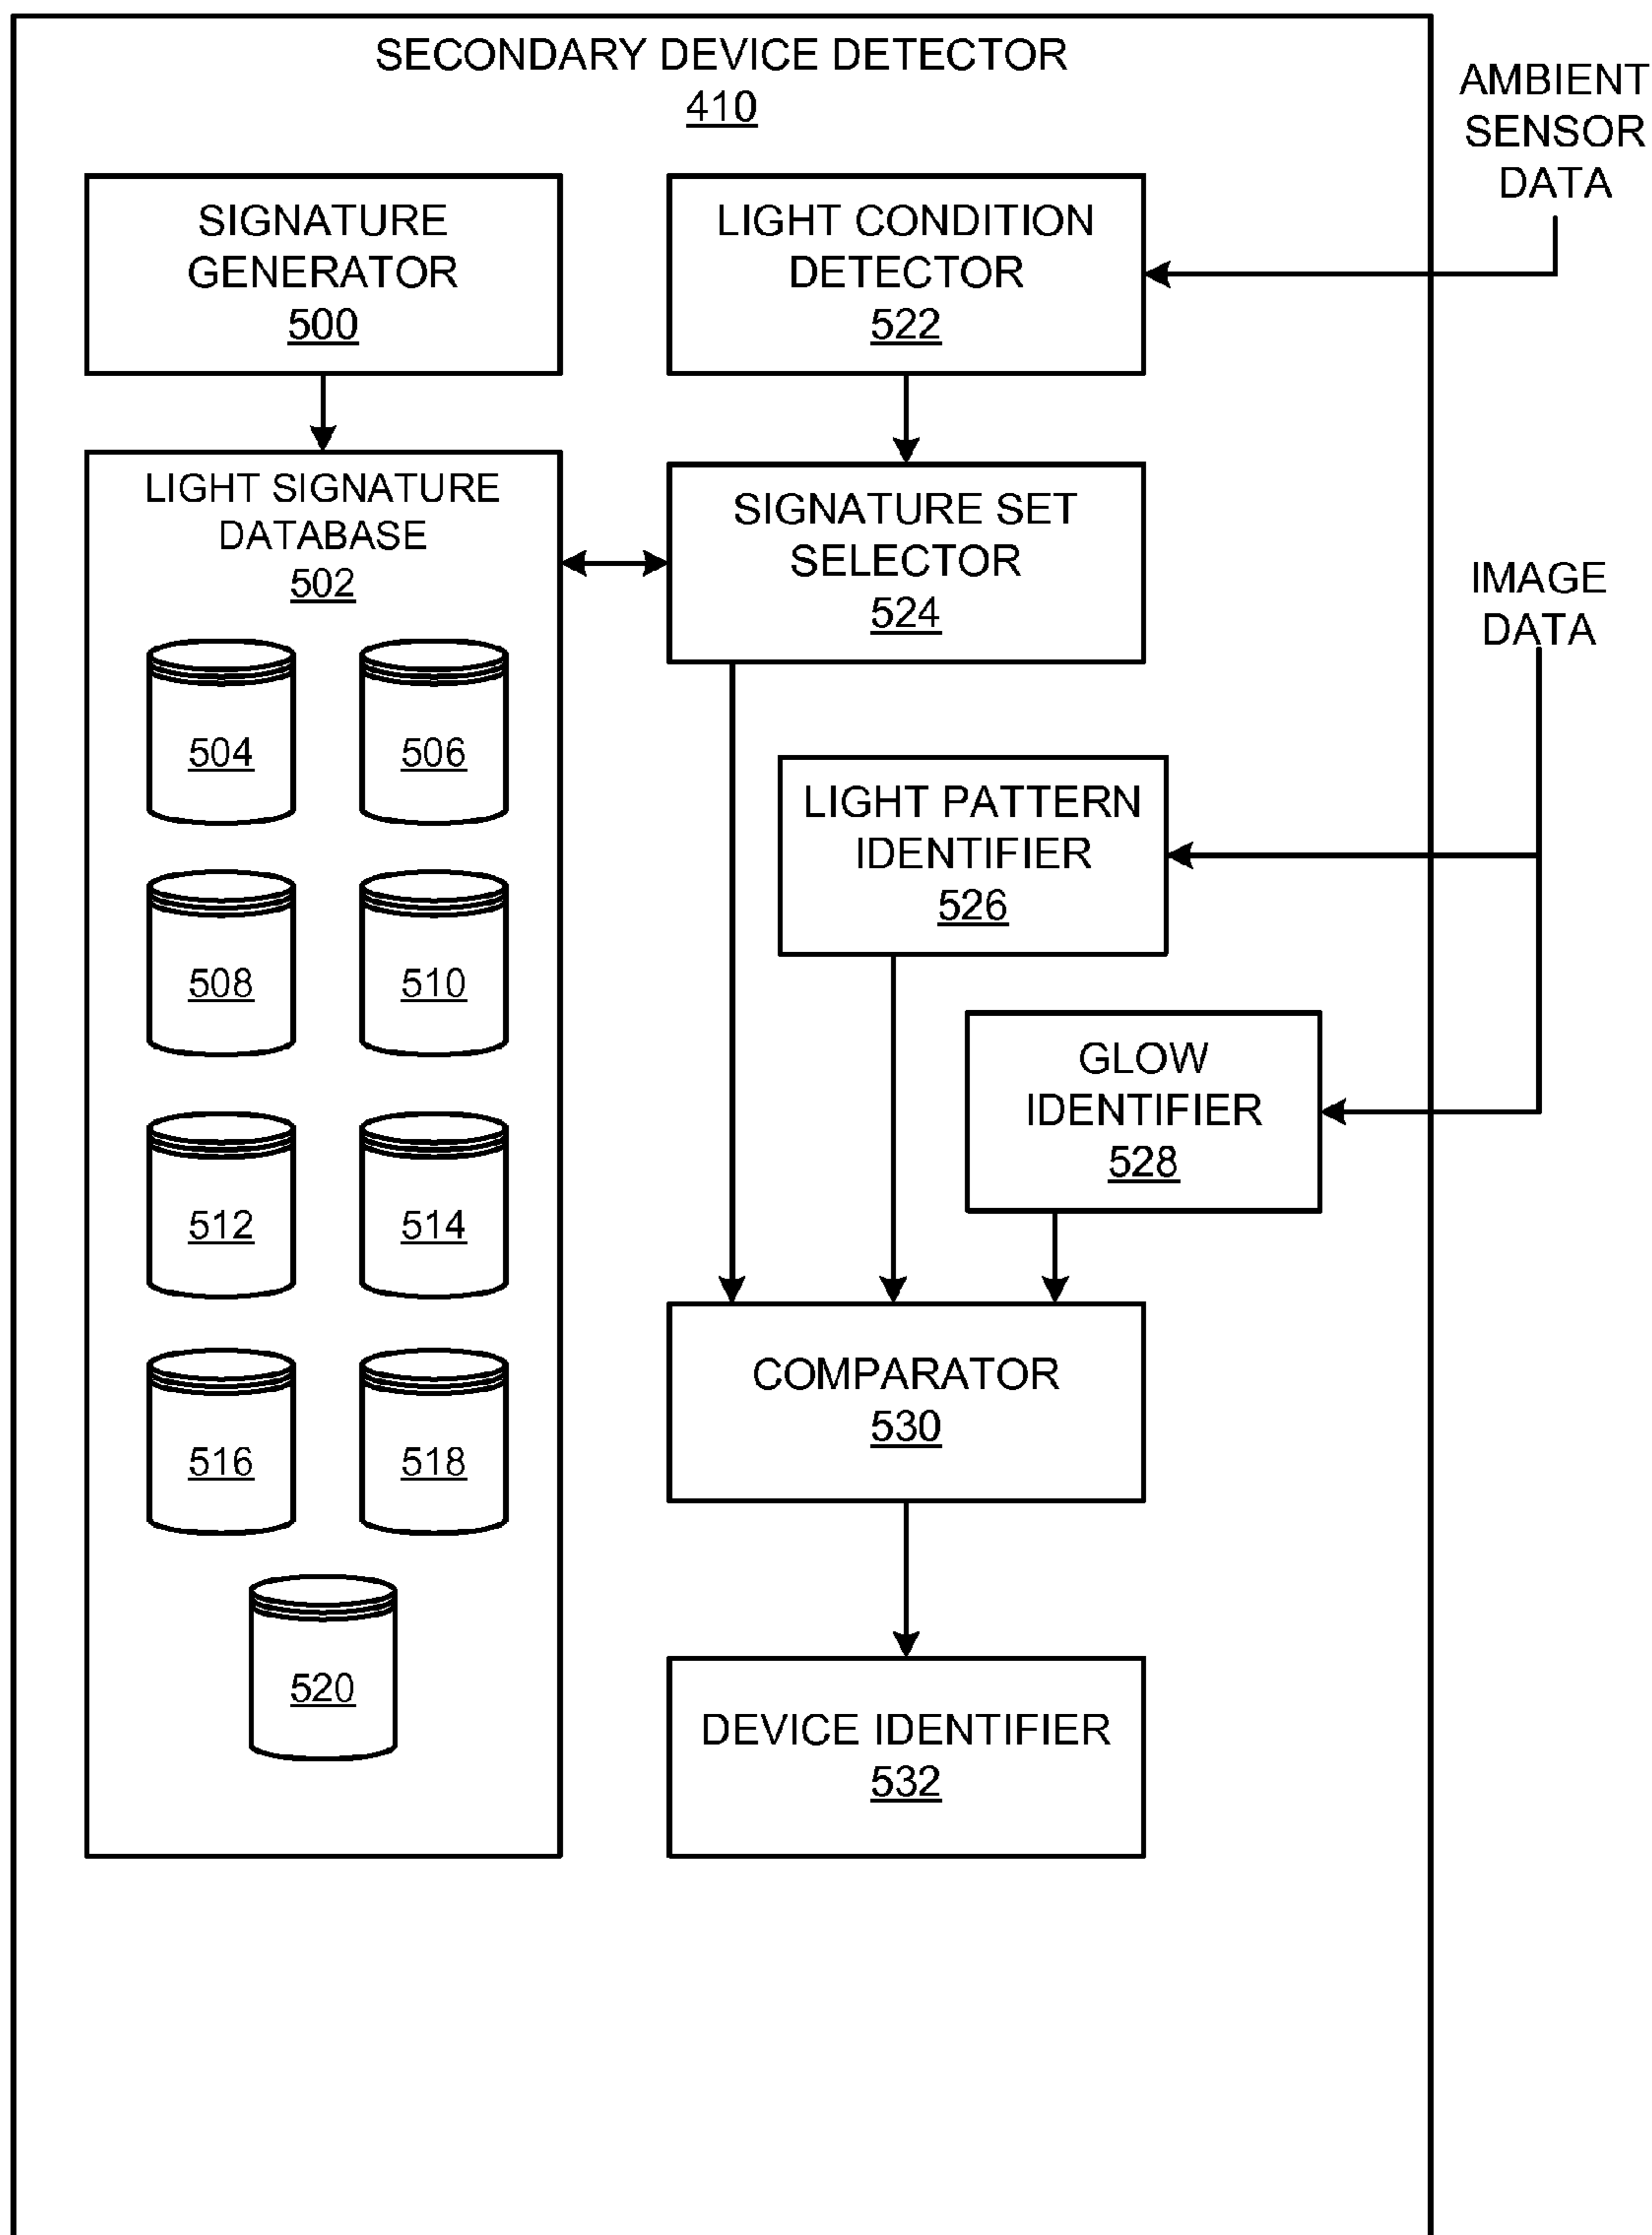 SECONDARY DEVICE DETECTOR
410
AMBIENT
SENSOR
DATA
SIGNATURE
GENERATOR
500
LIGHT CONDITION
DETECTOR
522
LIGHT SIGNATURE
DATABASE
502
SIGNATURE SET
SELECTOR
524
IMAGE
DATA
504
506
LIGHT PATTERN
IDENTIFIER
526
508
510
GLOW
IDENTIFIER
528
512
514
COMPARATOR
530
516
518
520
DEVICE IDENTIFIER
532